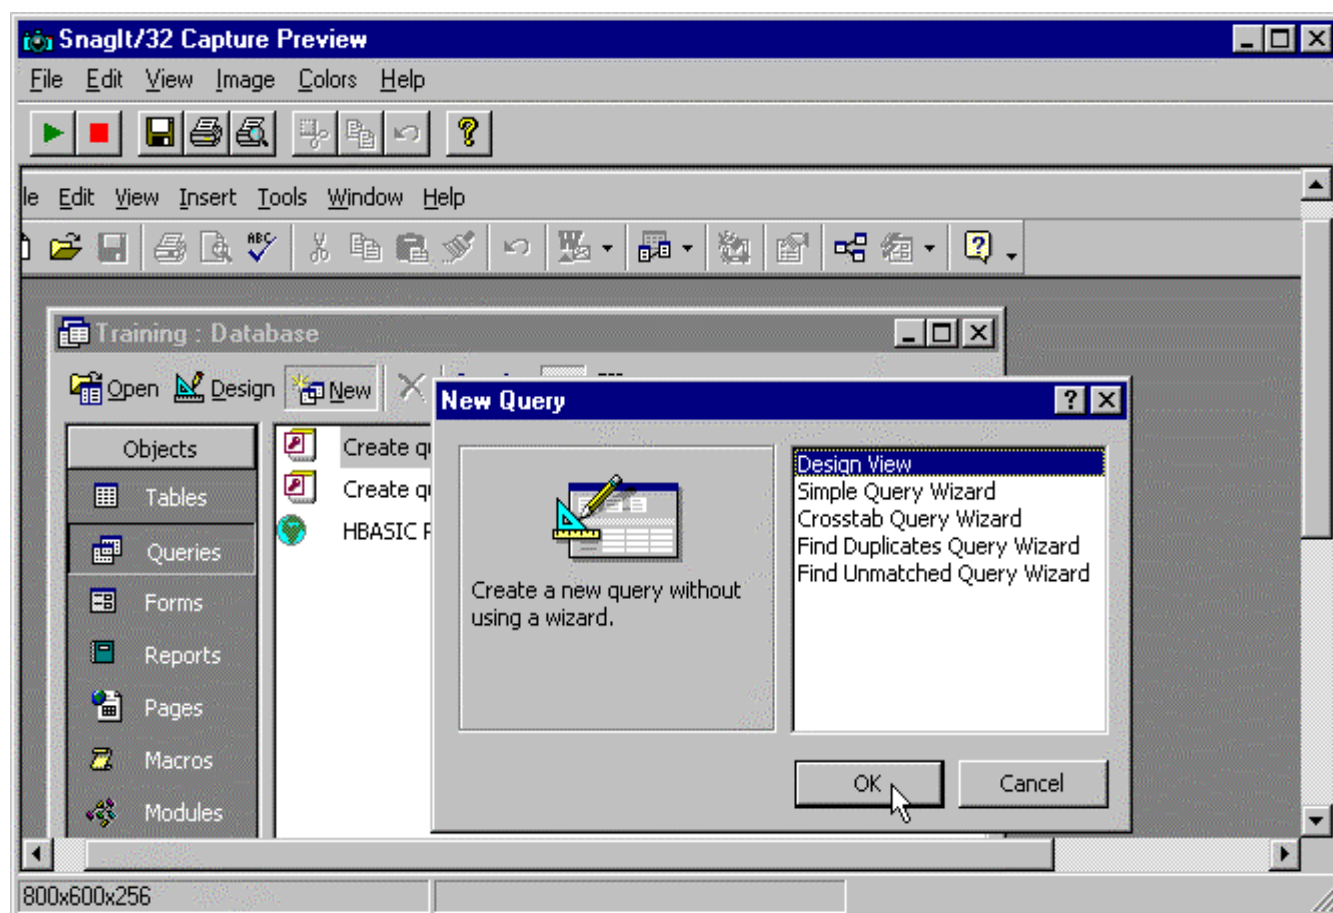 SnagIt/32 Capture Preview
File Edit View Image Colors Help
le Edit View Insert Tools Window Help
ABC
Training : Database
Open Design New
New Query
Objects
Tables
Queries
Forms
Reports
Pages
Macros
Modules
Create qu
Create qu
HBASIC
Create a new query without
using a wizard.
Design View
Simple Query Wizard
Crosstab Query Wizard
Find Duplicates Query Wizard
Find Unmatched Query Wizard
OK Cancel
800x600x256